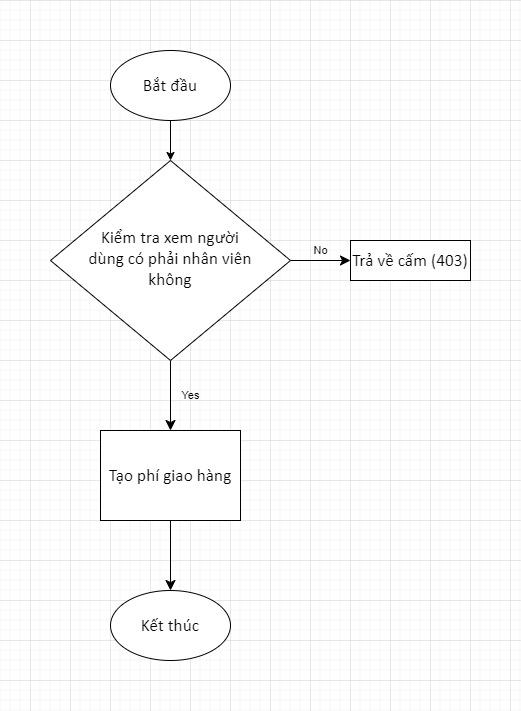 Bắt đầu
Kiểm tra xem người
dùng có phải nhân viên
không
No
Trả về cấm (403)
Yes
Tạo phí giao hàng
Kết thúc